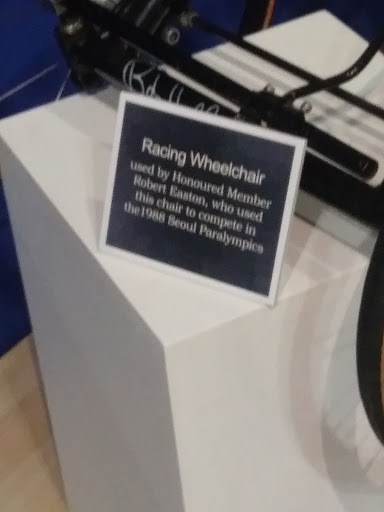 Racing Wheelchair
used by Honoured Member
Robert Easton, who used
this chair to compete in
the1988 Seoul Paralympics